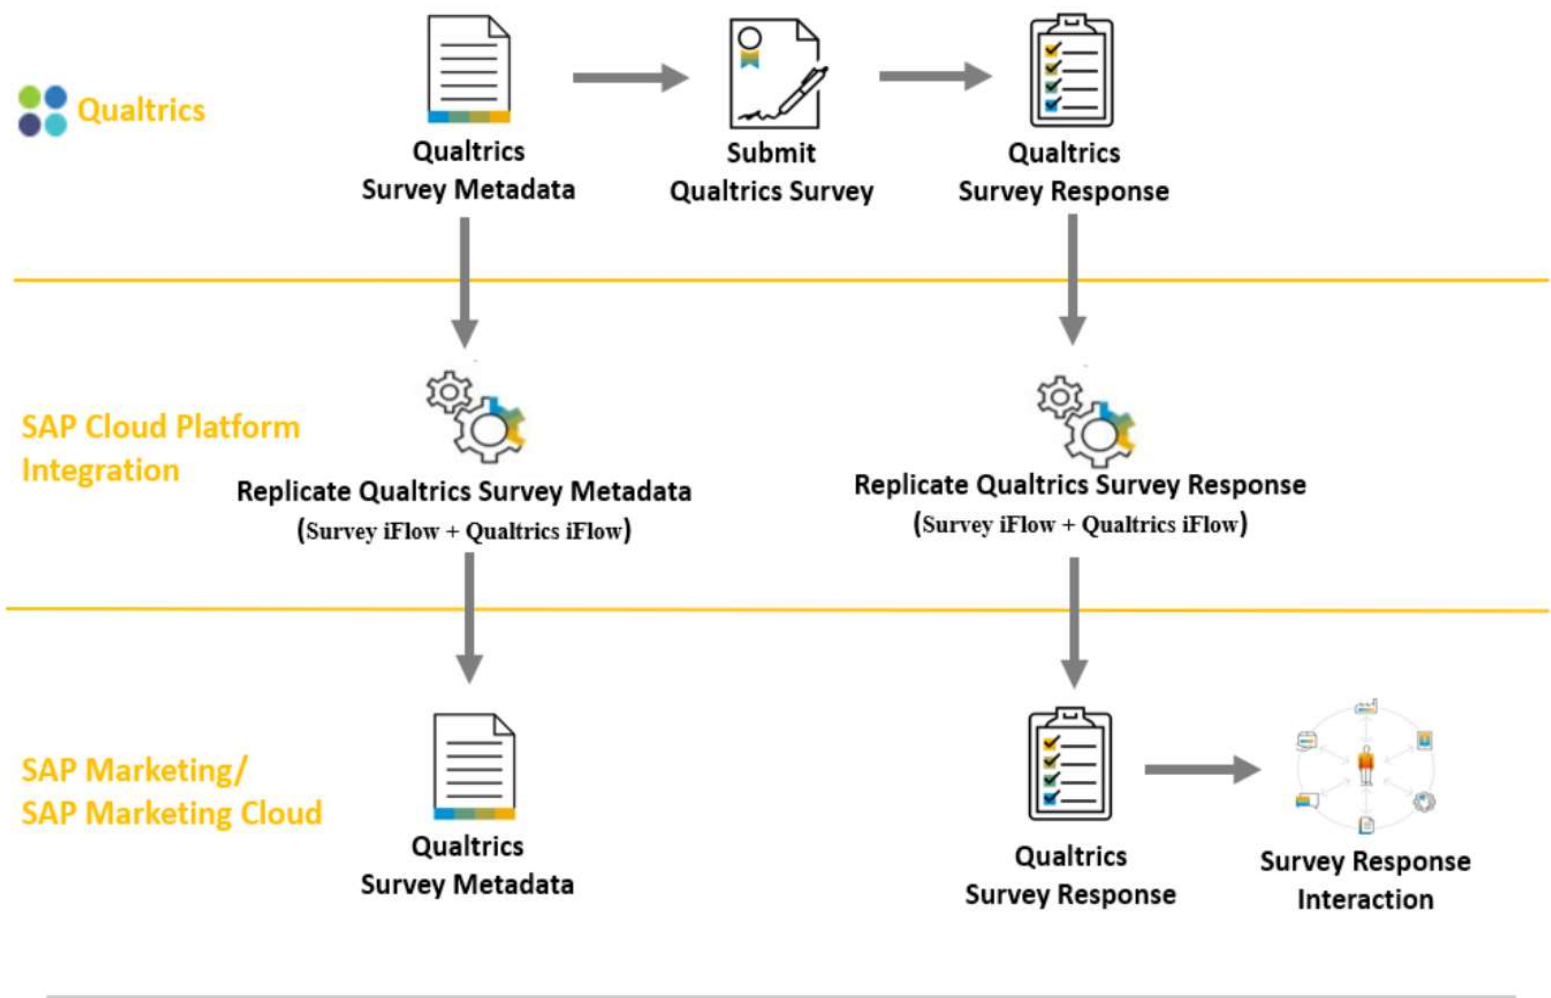 Qualtrics
Qualtrics
Survey Metadata
Submit
Qualtrics Survey
Qualtrics
Survey Response
SAP Cloud Platform
Integration
Replicate Qualtrics Survey Metadata
(Survey iFlow + Qualtrics iFlow)
Replicate Qualtrics Survey Response
(Survey iFlow + Qualtrics iFlow)
SAP Marketing/
SAP Marketing Cloud
Qualtrics
Survey Metadata
Qualtrics
Survey Response
Survey Response
Interaction